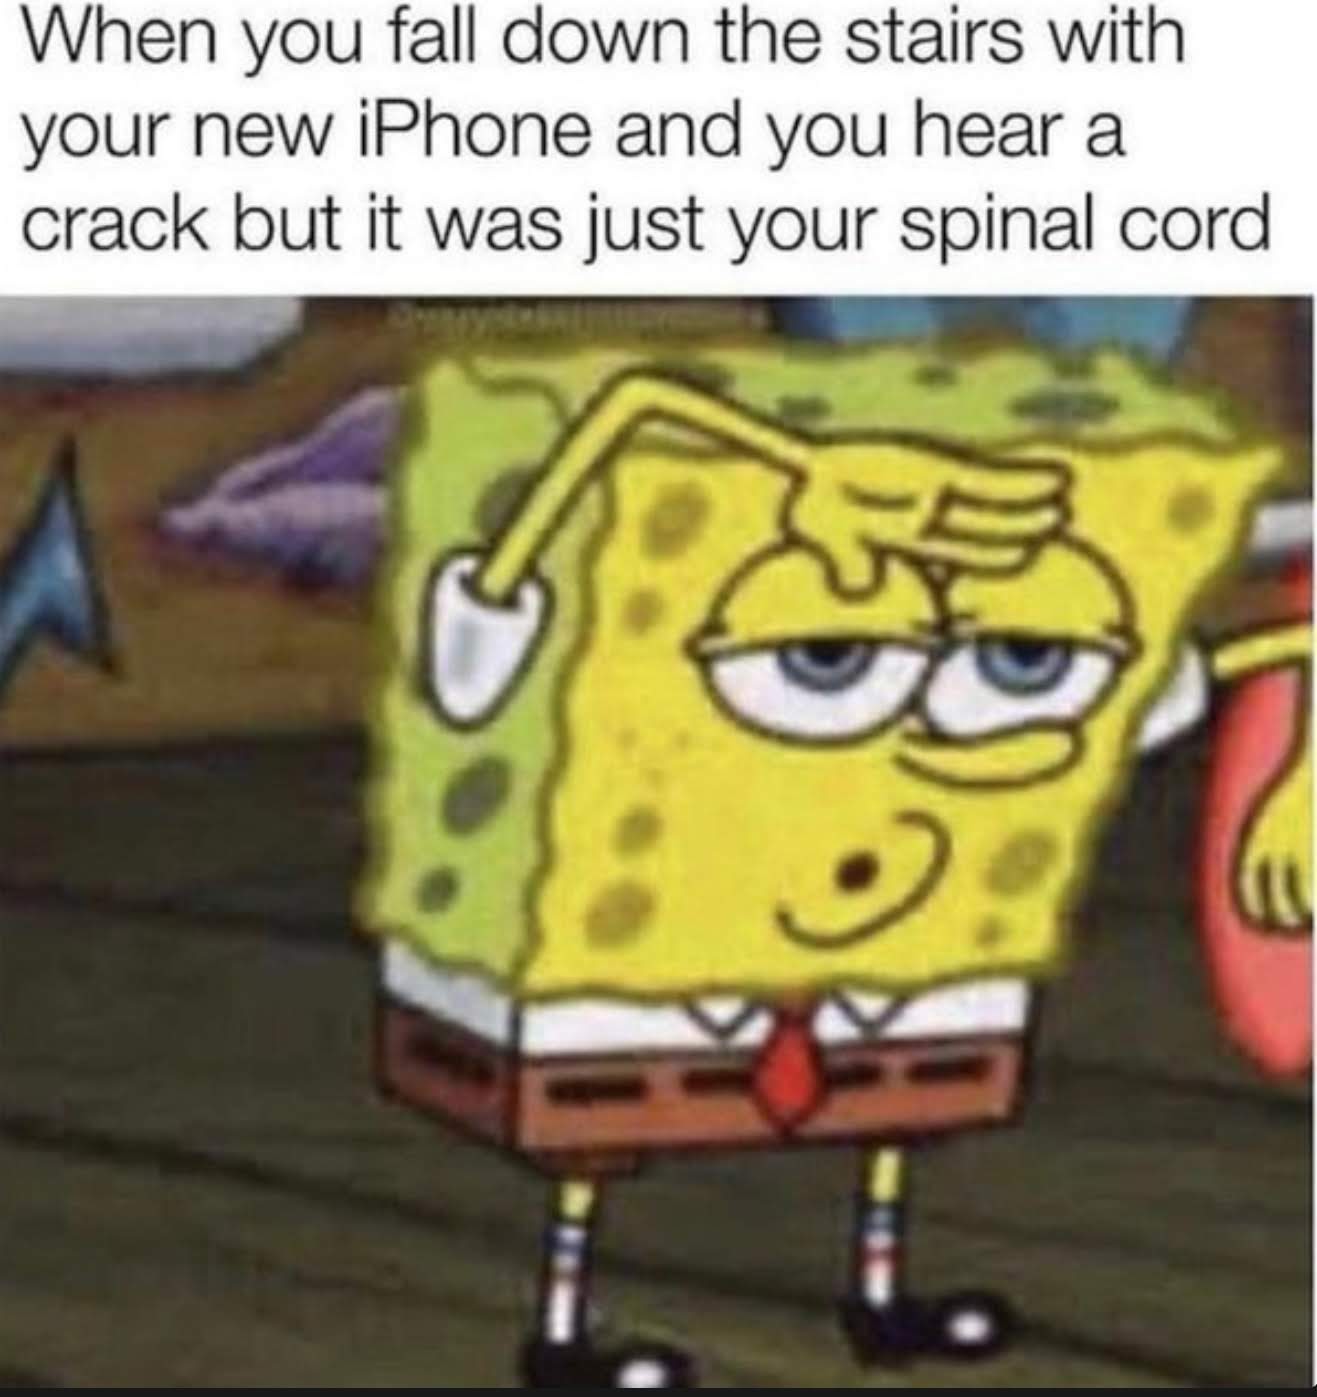 When you fall down the stairs with
your new iPhone and you hear a
crack but it was just your spinal cord